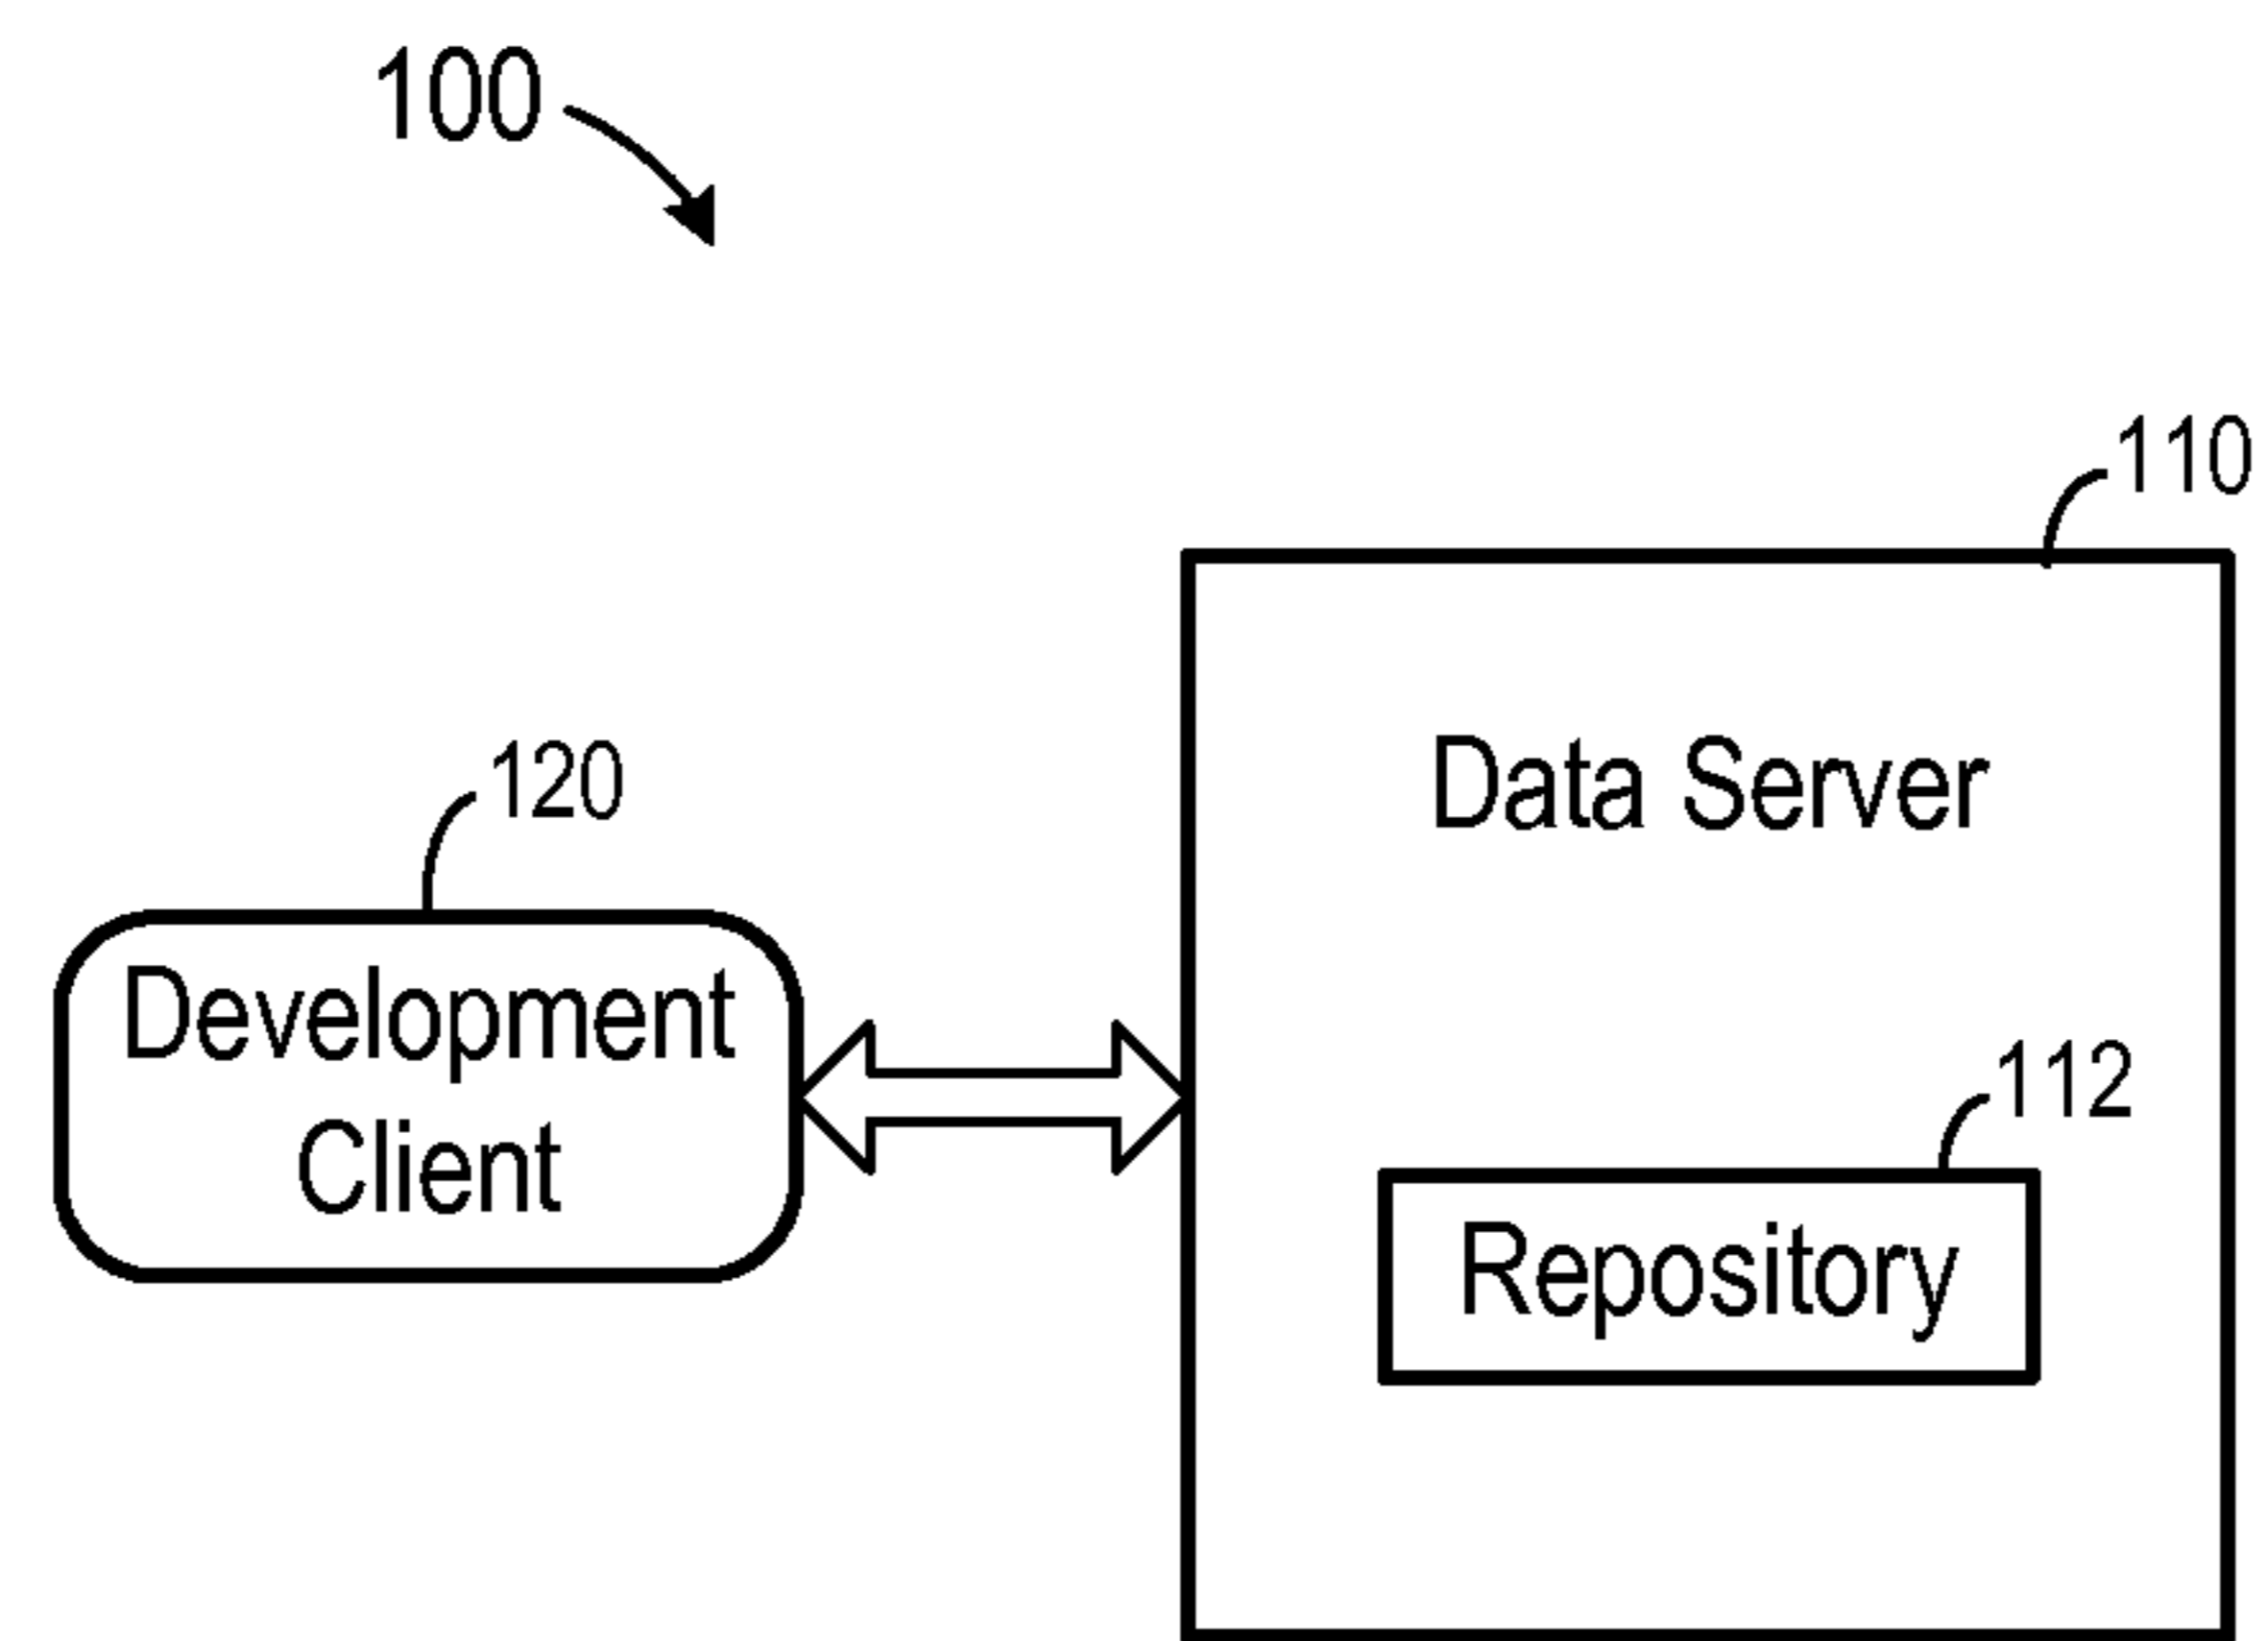 100
110
Data Server
120
Development
Client
112
Repository